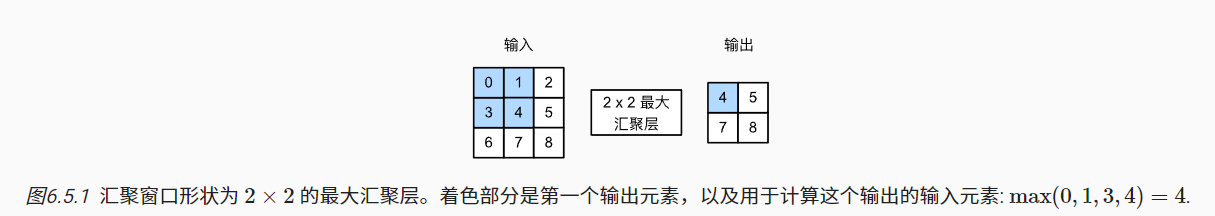 输入 输出
0 1 2
3 4 5
6 7 8
2 x 2 最大
汇聚层
4 5
7 8
图6.5.1 汇聚窗口形状为 2 × 2 的最大汇聚层。着色部分是第一个输出元素，以及用于计算这个输出的输入元素: max(0, 1, 3, 4) = 4.